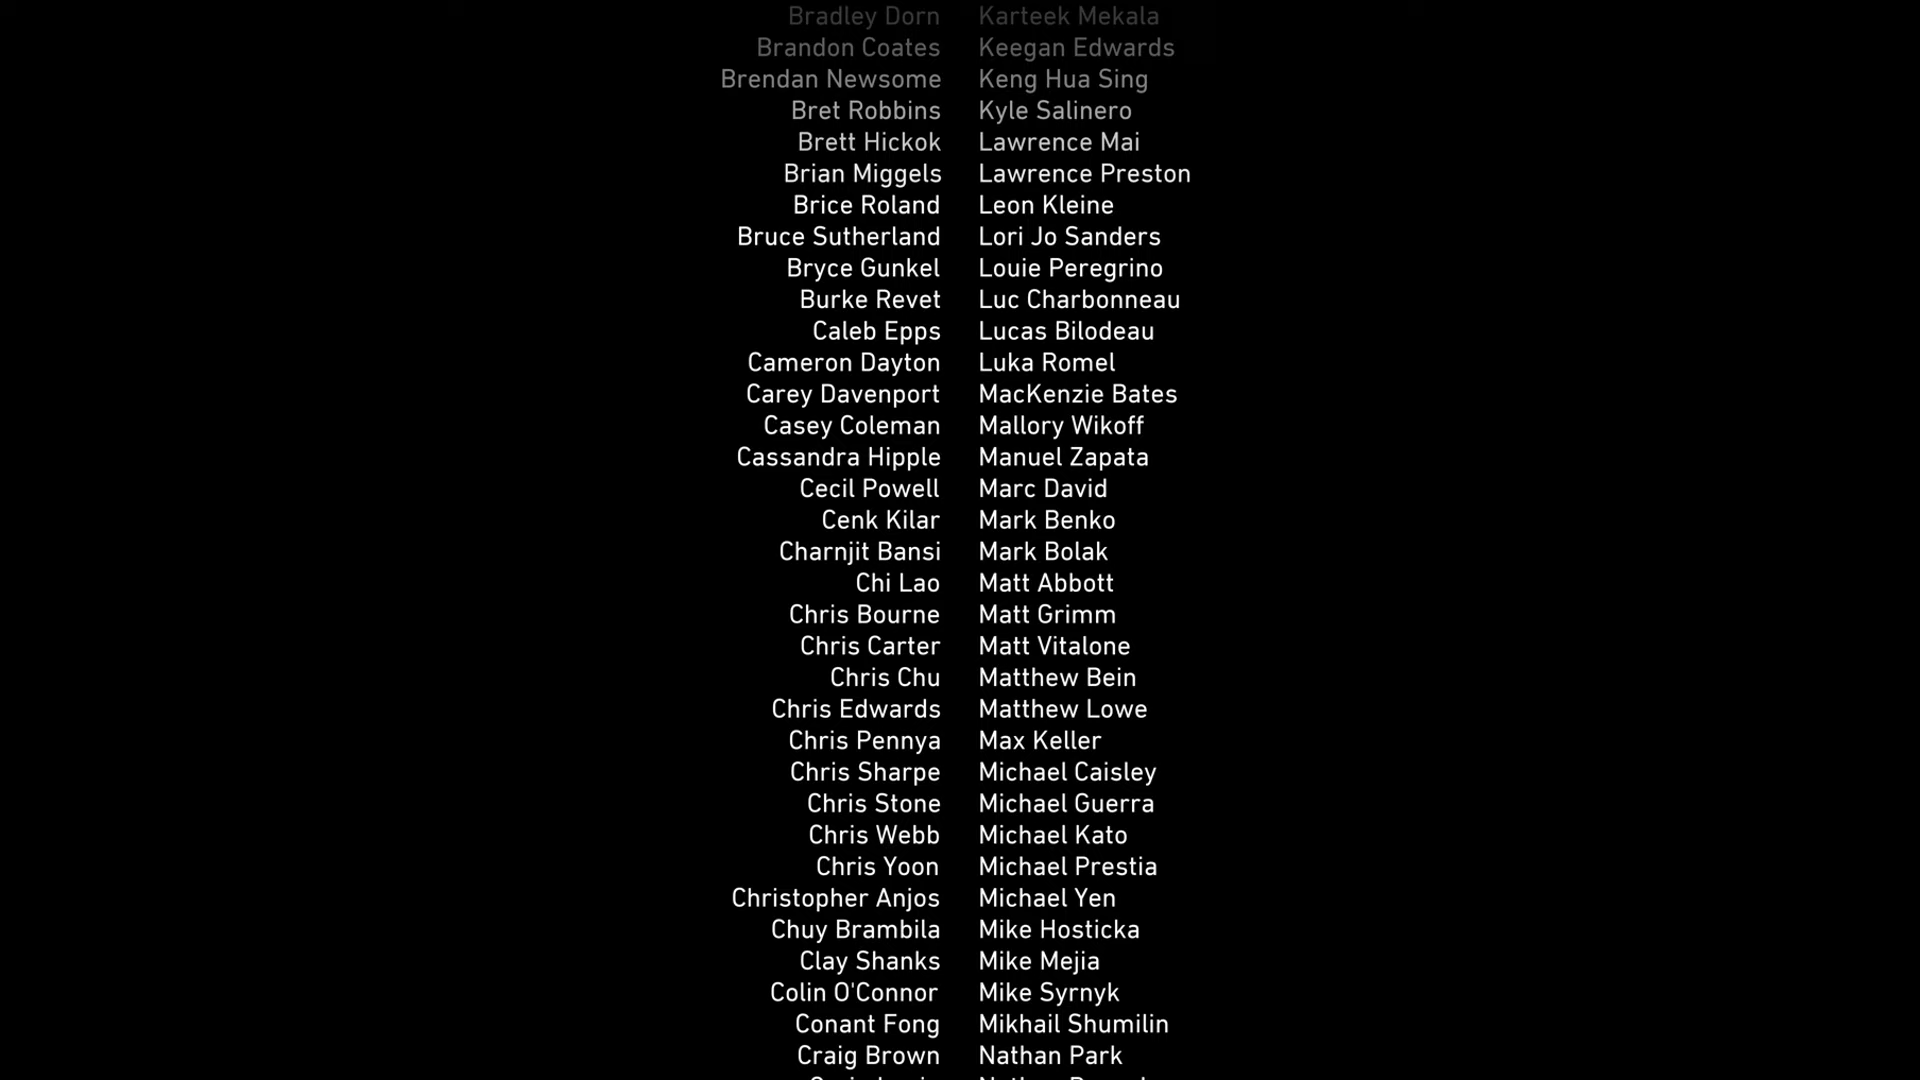 Bradley Dorn Karteek Mekala
Brandon Coates Keegan Edwards
Brendan Newsome Keng Hua Sing
Bret Robbins Kyle Salinero
Brett Hickok Lawrence Mai
Brian Miggels Lawrence Preston
Brice Roland Leon Kleine
Bruce Sutherland Lori Jo Sanders
Bryce Gunkel Louie Peregrino
Burke Revet Luc Charbonneau
Caleb Epps Lucas Bilodeau
Cameron Dayton Luka Romel
Carey Davenport MacKenzie Bates
Casey Coleman Mallory Wikoff
Cassandra Hipple Manuel Zapata
Cecil Powell Marc David
Cenk Kilar Mark Benko
Charnjit Bansi Mark Bolak
Chi Lao Matt Abbott
Chris Bourne Matt Grimm
Chris Carter Matt Vitalone
Chris Chu Matthew Bein
Chris Edwards Matthew Lowe
Chris Pennya Max Keller
Chris Sharpe Michael Caisley
Chris Stone Michael Guerra
Chris Webb Michael Kato
Chris Yoon Michael Prestia
Christopher Anjos Michael Yen
Chuy Brambila Mike Hosticka
Clay Shanks Mike Mejia
Colin O'Connor Mike Syrnyk
Conant Fong Mikhail Shumilin
Craig Brown Nathan Park